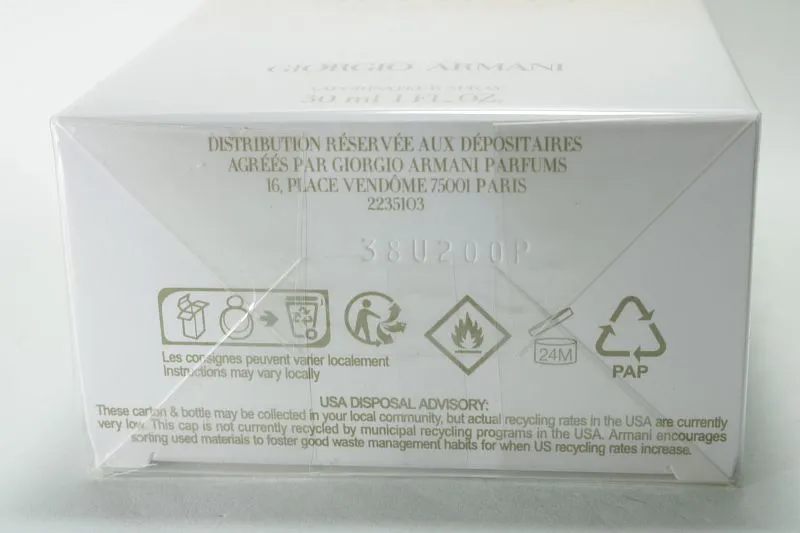 GIORGIO ARMANI
VAPORISATEUR SPRAY
30 ml 1 FL.OZ.
DISTRIBUTION RÉSERVÉE AUX DÉPOSITAIRES
AGRÉÉS PAR GIORGIO ARMANI PARFUMS
16, PLACE VENDÔME 75001 PARIS
2235103
38U200P
24M
PAP
Les consignes peuvent varier localement
Instructions may vary locally
USA DISPOSAL ADVISORY:
These carton & bottle may be collected in your local community, but actual recycling rates in the USA are currently
very low. This cap is not currently recycled by municipal recycling programs in the USA. Armani encourages
sorting used materials to foster good waste management habits for when US recycling rates increase.